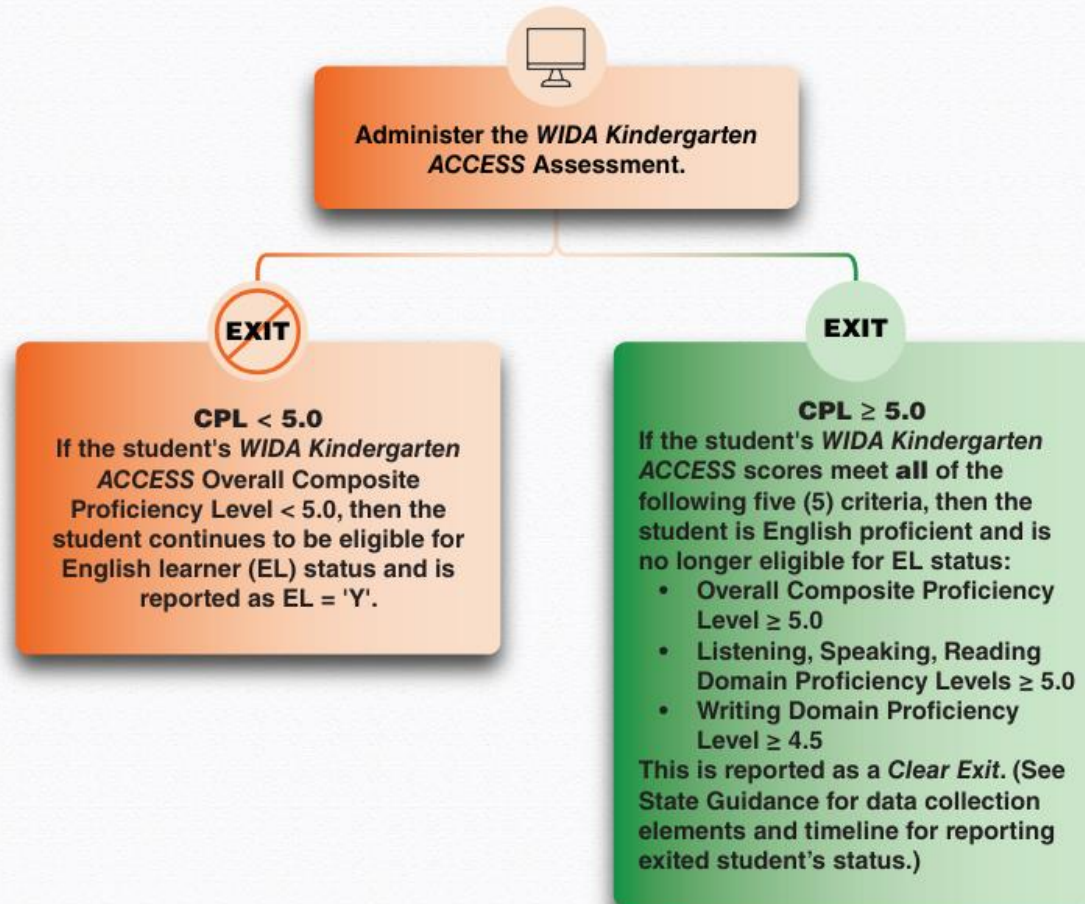 Administer the WIDA Kindergarten
ACCESS Assessment.
EXIT
CPL < 5.0
If the student's WIDA Kindergarten
ACCESS Overall Composite
Proficiency Level < 5.0, then the
student continues to be eligible for
English learner (EL) status and is
reported as EL = 'Y'.
EXIT
CPL ≥ 5.0
If the student's WIDA Kindergarten
ACCESS scores meet all of the
following five (5) criteria, then the
student is English proficient and is
no longer eligible for EL status:
• Overall Composite Proficiency
Level ≥ 5.0
• Listening, Speaking, Reading
Domain Proficiency Levels ≥ 5.0
• Writing Domain Proficiency
Level ≥ 4.5
This is reported as a Clear Exit. (See
State Guidance for data collection
elements and timeline for reporting
exited student's status.)